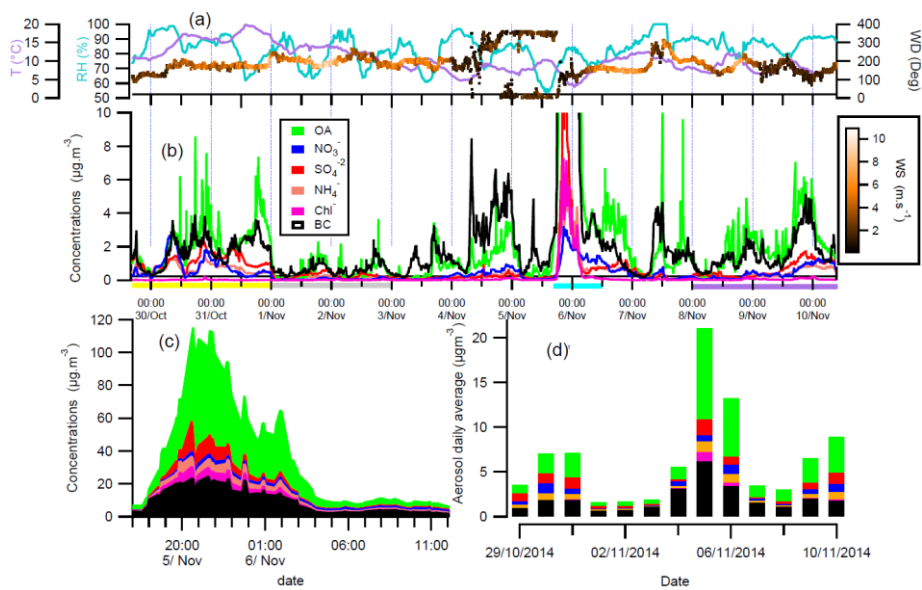 (a)
20
15
10
5
0
T (°C)
100
90
80
70
60
50
RH (%)
400
300
200
100
0
WD (Deg)
(b)
10
8
6
4
2
0
Concentrations (µg.m-3)
OA
NO3-
SO4-2
NH4-
Chl-
BC
10
8
6
4
2
WS (m.s-1)
00:00 00:00 00:00 00:00 00:00 00:00 00:00 00:00 00:00 00:00 00:00 00:00
30/Oct 31/Oct 1/Nov 2/Nov 3/Nov 4/Nov 5/Nov 6/Nov 7/Nov 8/Nov 9/Nov 10/Nov
(c)
120
100
80
60
40
20
0
Concentrations (µg.m-3)
20:00 01:00 06:00 11:00
5/ Nov 6/ Nov
date
(d)
20
15
10
5
0
Aerosol daily average (µgm-3)
29/10/2014 02/11/2014 06/11/2014 10/11/2014
Date